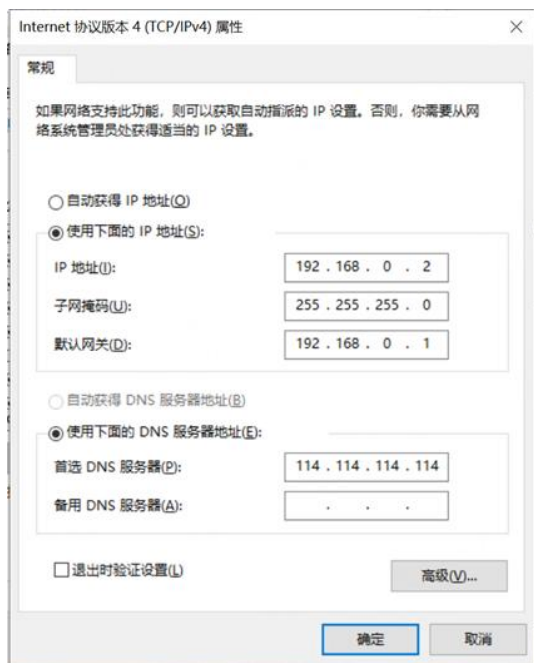 Internet 协议版本 4 (TCP/IPv4) 属性
常规
如果网络支持此功能，则可以获取自动指派的 IP 设置。否则，你需要从网
络系统管理员处获得适当的 IP 设置。
自动获得 IP 地址(O)
使用下面的 IP 地址(S):
IP 地址(I): 192 . 168 . 0 . 2
子网掩码(U): 255 . 255 . 255 . 0
默认网关(D): 192 . 168 . 0 . 1
自动获得 DNS 服务器地址(B)
使用下面的 DNS 服务器地址(E):
首选 DNS 服务器(P): 114 . 114 . 114 . 114
备用 DNS 服务器(A): . . .
退出时验证设置(L)
高级(V)...
确定 取消